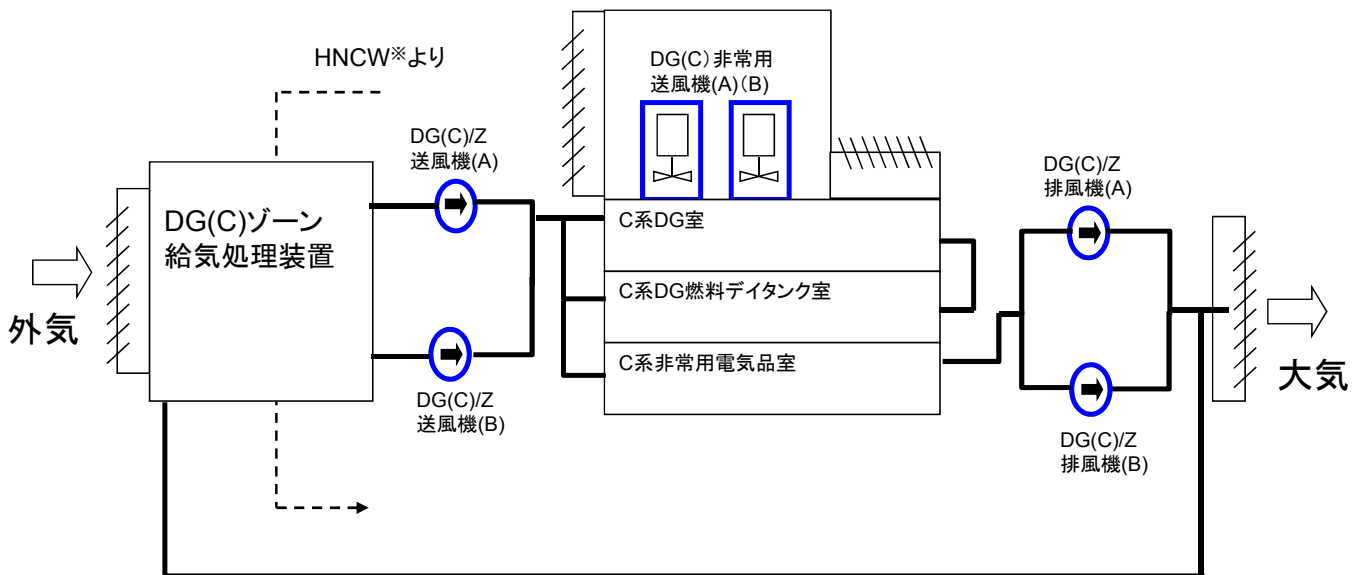 HNCW※より
DG(C)非常用
送風機(A)(B)
DG(C)/Z
送風機(A)
DG(C)/Z
排風機(A)
DG(C)ゾーン
給気処理装置
C系DG室
C系DG燃料デイタンク室
C系非常用電気品室
外気
大気
DG(C)/Z
送風機(B)
DG(C)/Z
排風機(B)